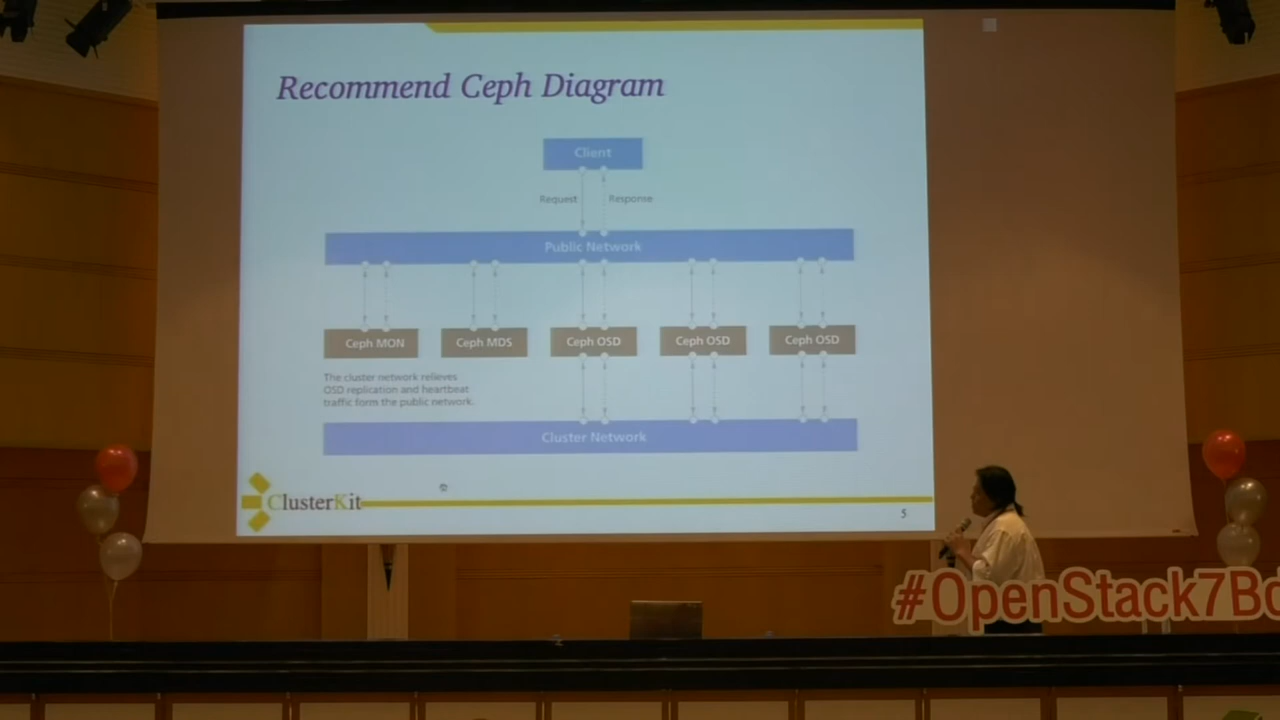 Recommend Ceph Diagram
Client
Request
Response
Public Network
Ceph MON
Ceph MDS
Ceph OSD
Ceph OSD
Ceph OSD
The cluster network relieves
OSD replication and heartbeat
traffic form the public network.
Cluster Network
ClusterKit
5
#OpenStack7B